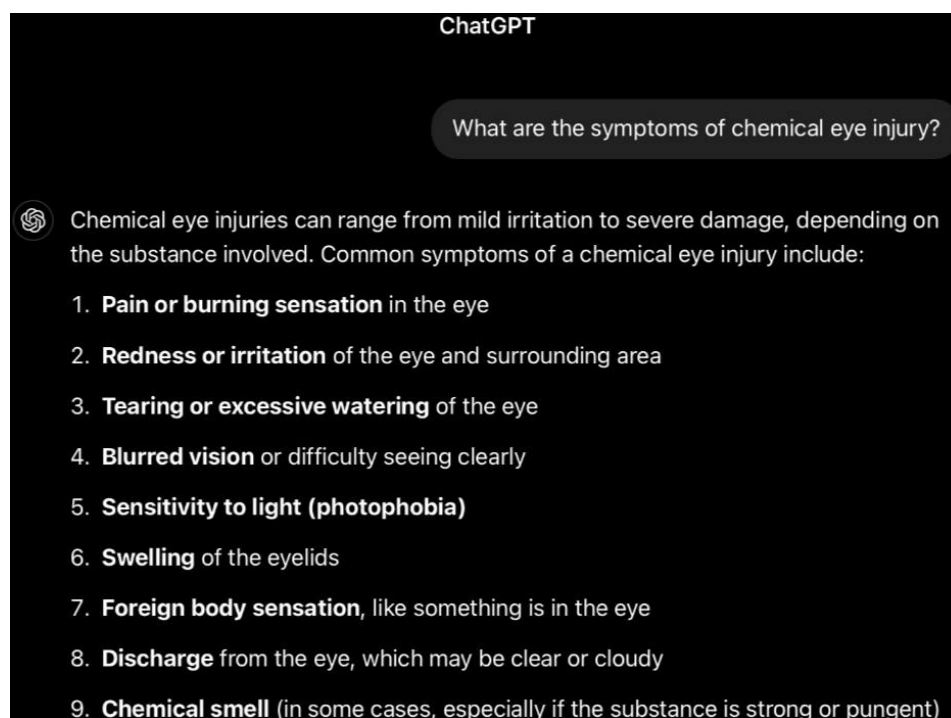 ChatGPT
What are the symptoms of chemical eye injury?
Chemical eye injuries can range from mild irritation to severe damage, depending on
the substance involved. Common symptoms of a chemical eye injury include:
1. Pain or burning sensation in the eye
2. Redness or irritation of the eye and surrounding area
3. Tearing or excessive watering of the eye
4. Blurred vision or difficulty seeing clearly
5. Sensitivity to light (photophobia)
6. Swelling of the eyelids
7. Foreign body sensation, like something is in the eye
8. Discharge from the eye, which may be clear or cloudy
9. Chemical smell (in some cases, especially if the substance is strong or pungent)